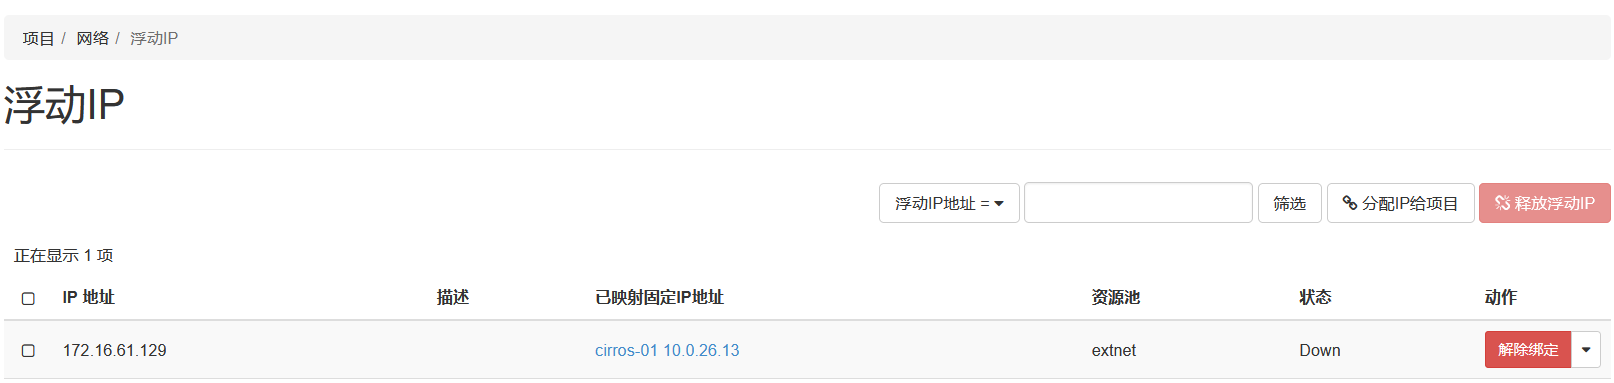 项目 / 网络 / 浮动IP
浮动IP
浮动IP地址 = 筛选 分配IP给项目 释放浮动IP
正在显示 1 项
IP 地址 描述 已映射固定IP地址 资源池 状态 动作
172.16.61.129 cirros-01 10.0.26.13 extnet Down 解除绑定